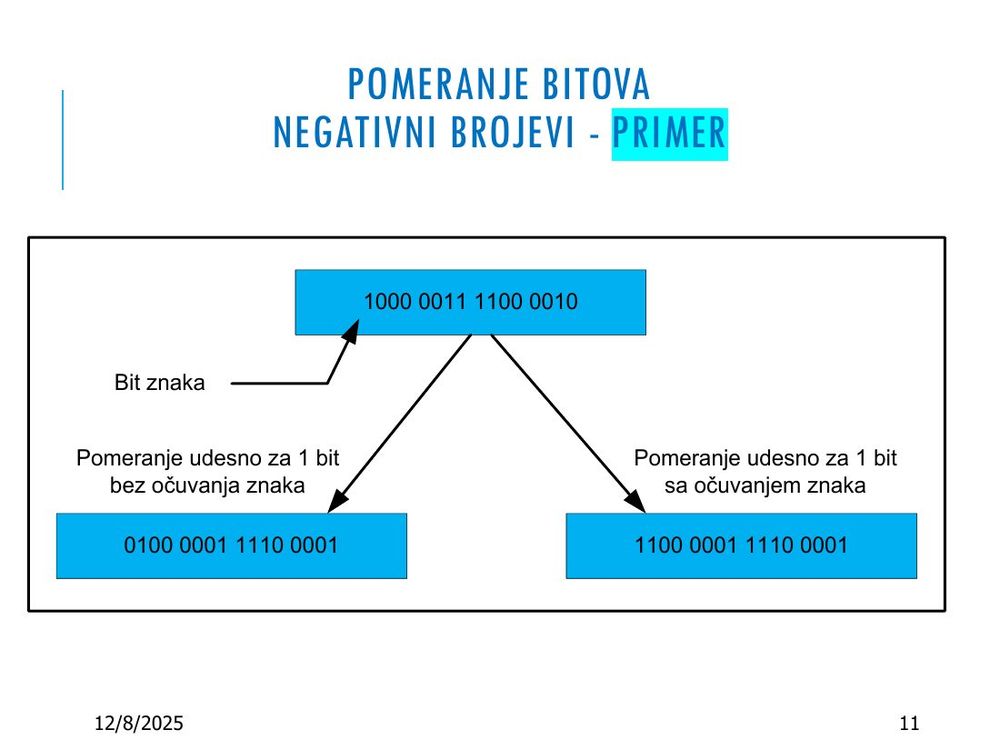 POMERANJE BITOVA
NEGATIVNI BROJEVI - PRIMER
1000 0011 1100 0010
Bit znaka
Pomeranje udesno za 1 bit
bez očuvanja znaka
Pomeranje udesno za 1 bit
sa očuvanjem znaka
0100 0001 1110 0001
1100 0001 1110 0001
12/8/2025
11